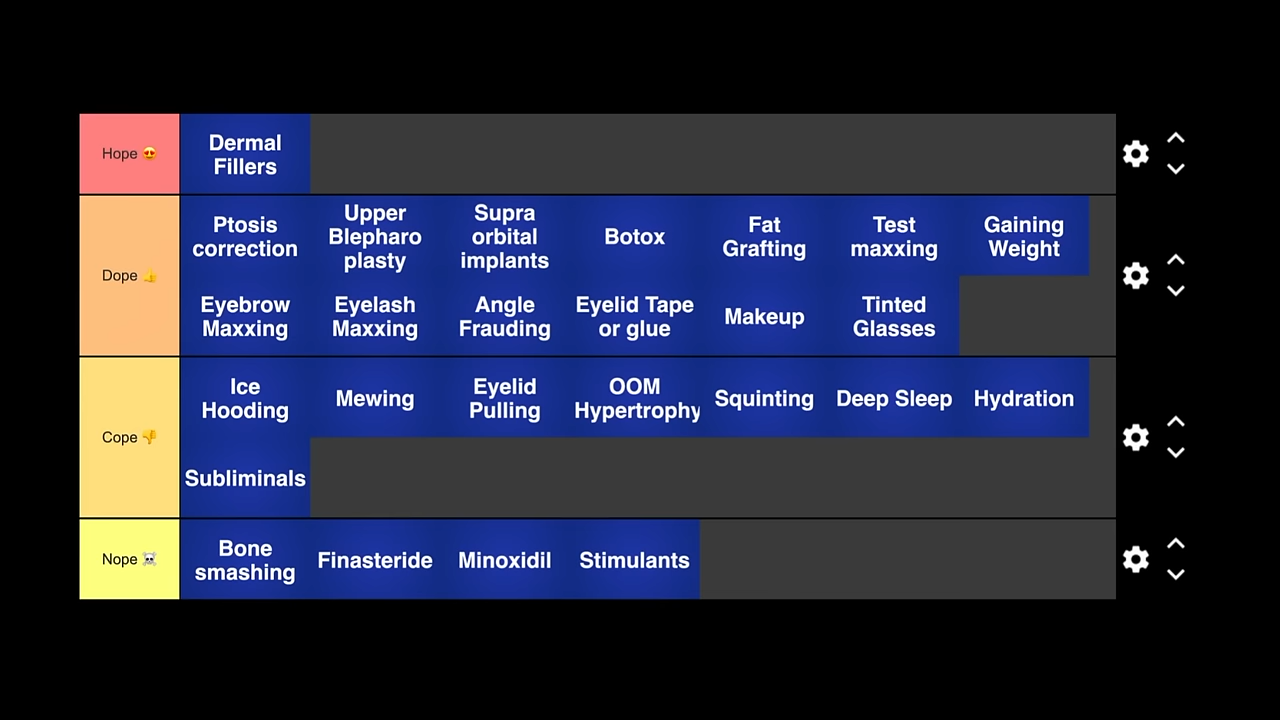 Hope 😍
Dermal
Fillers
Dope 👍
Ptosis
correction
Upper
Blepharo
plasty
Supra
orbital
implants
Botox
Fat
Grafting
Test
maxxing
Gaining
Weight
Eyebrow
Maxxing
Eyelash
Maxxing
Angle
Frauding
Eyelid Tape
or glue
Makeup
Tinted
Glasses
Cope 👎
Ice
Hooding
Mewing
Eyelid
Pulling
OOM
Hypertrophy
Squinting
Deep Sleep
Hydration
Subliminals
Nope ☠️
Bone
smashing
Finasteride
Minoxidil
Stimulants